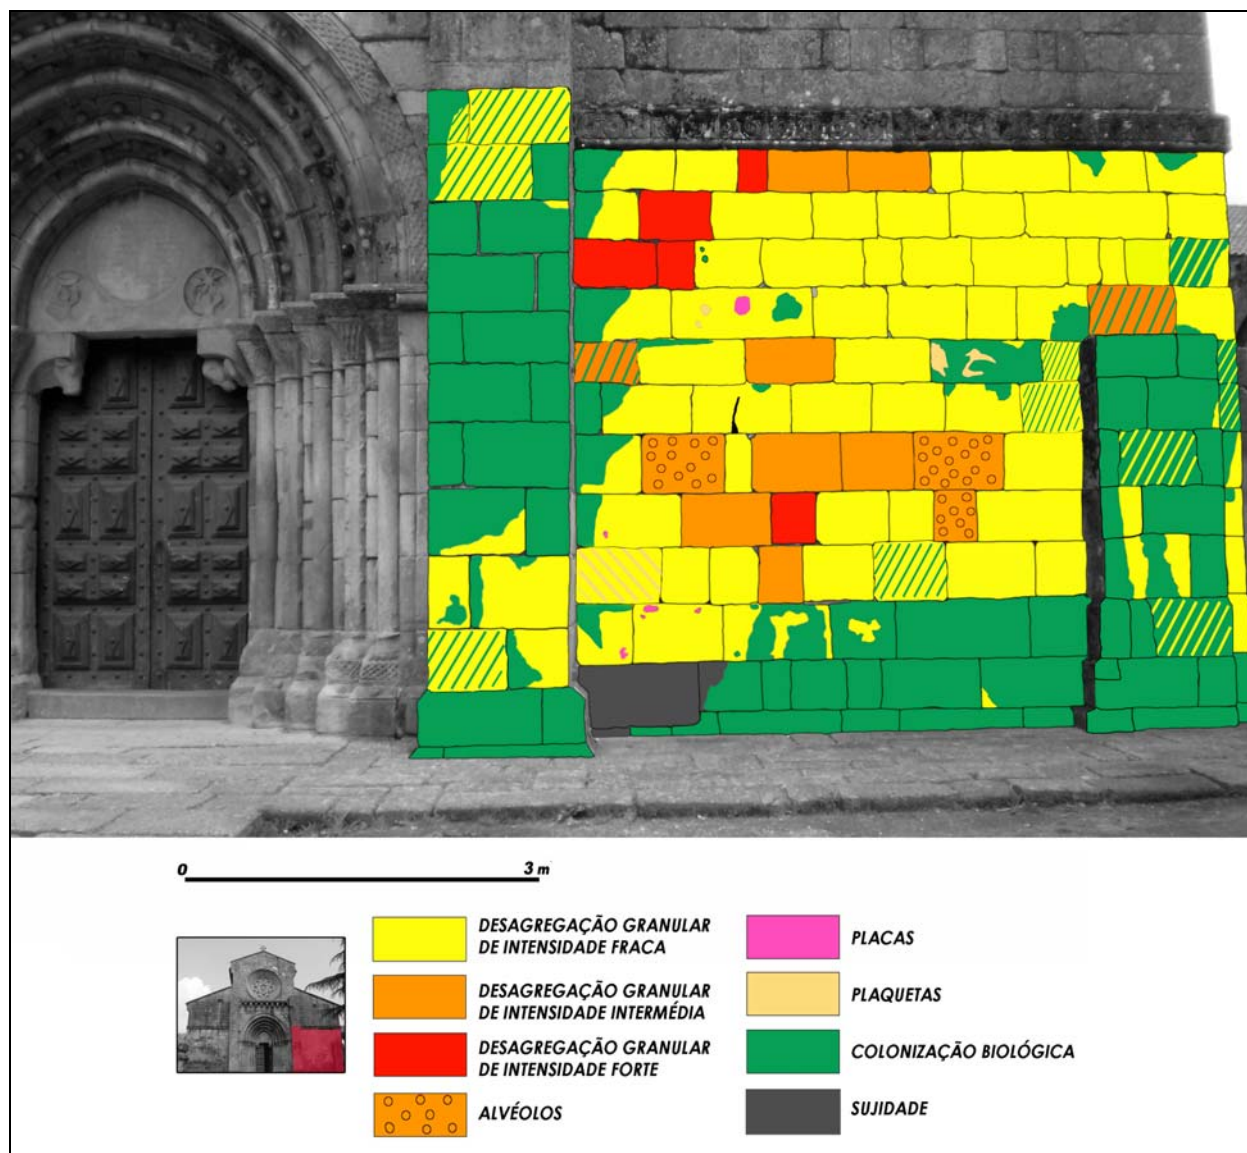 0 3 m
DESAGREGAÇÃO GRANULAR
DE INTENSIDADE FRACA
DESAGREGAÇÃO GRANULAR
DE INTENSIDADE INTERMÉDIA
DESAGREGAÇÃO GRANULAR
DE INTENSIDADE FORTE
ALVÉOLOS
PLACAS
PLAQUETAS
COLONIZAÇÃO BIOLÓGICA
SUJIDADE